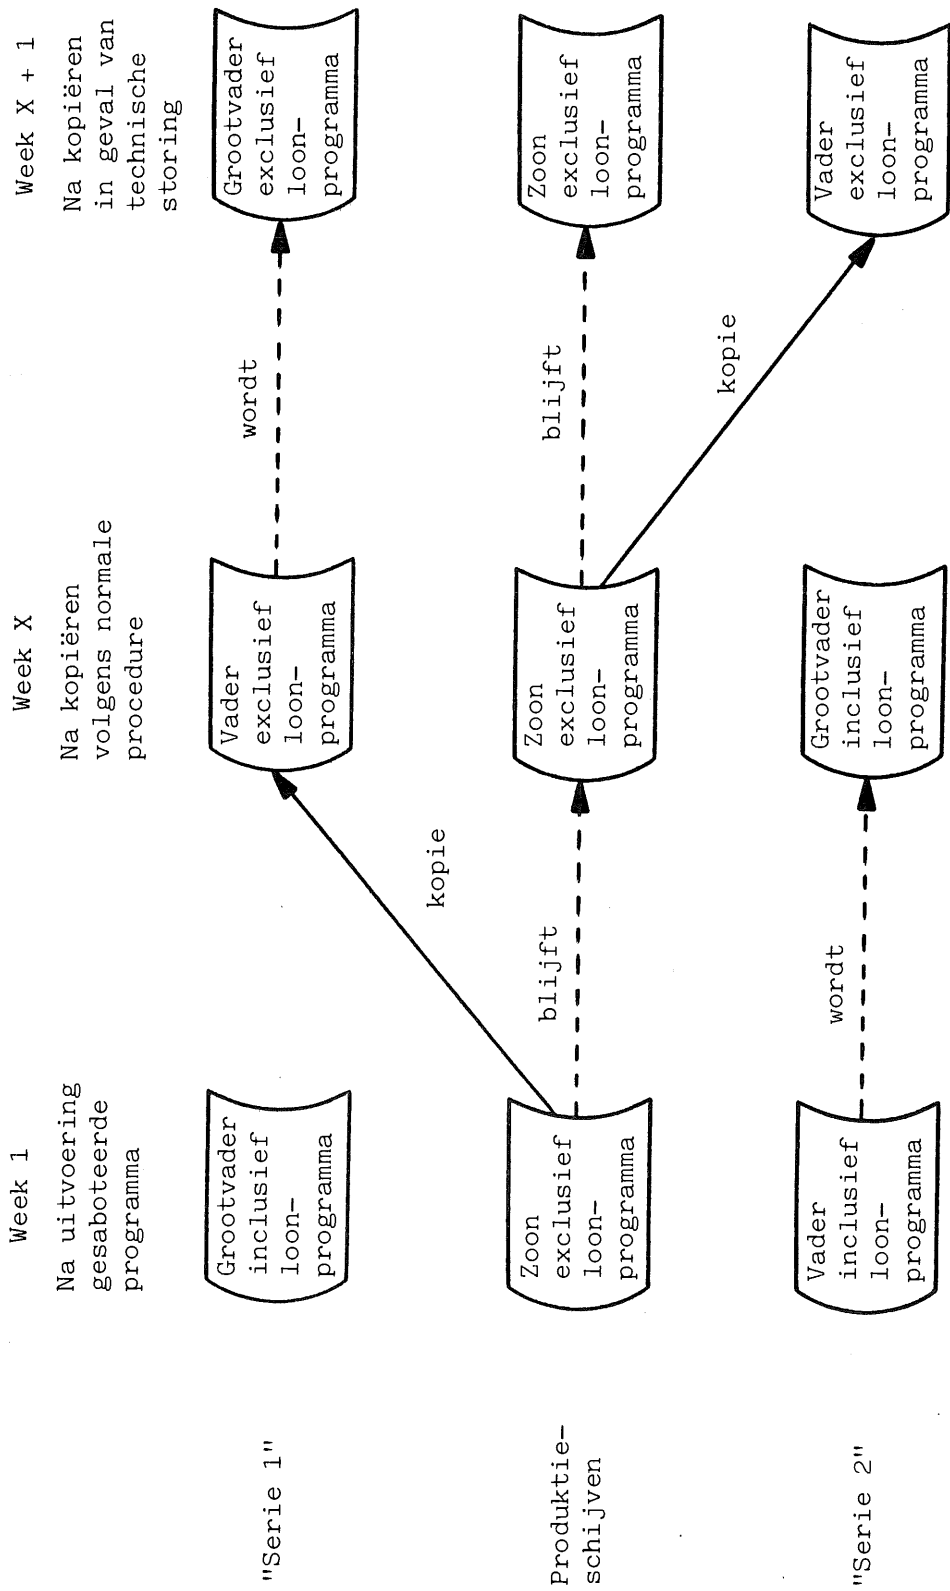 Week 1
Na uitvoering
gesaboteerde
programma
Week X
Na kopiëren
volgens normale
procedure
Week X + 1
Na kopiëren
in geval van
technische
storing
"Serie 1"
Grootvader
inclusief
loon-
programma
Vader
exclusief
loon-
programma
wordt
Grootvader
exclusief
loon-
programma
kopie
Produktie-
schijven
Zoon
exclusief
loon-
programma
blijft
Zoon
exclusief
loon-
programma
blijft
Zoon
exclusief
loon-
programma
kopie
"Serie 2"
Vader
inclusief
loon-
programma
wordt
Grootvader
inclusief
loon-
programma
Vader
exclusief
loon-
programma